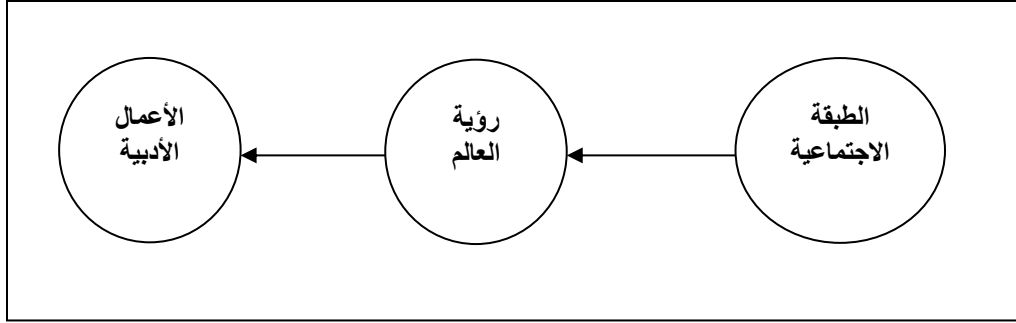 الطبقة
الاجتماعية
رؤية
العالم
الأعمال
الأدبية